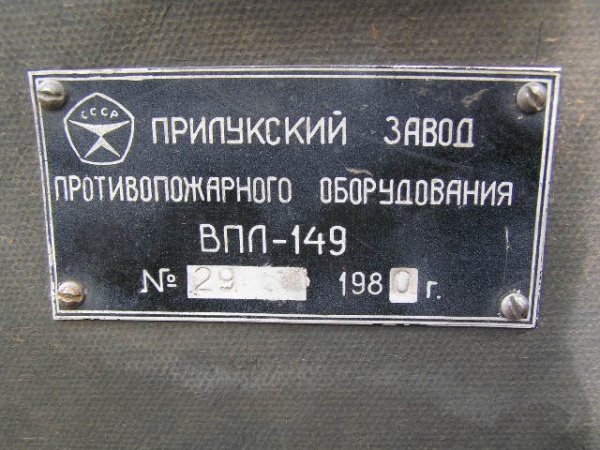 СССР
ПРИЛУКСКИЙ ЗАВОД
ПРОТИВОПОЖАРНОГО ОБОРУДОВАНИЯ
ВПЛ-149
№ 29 1980 г.